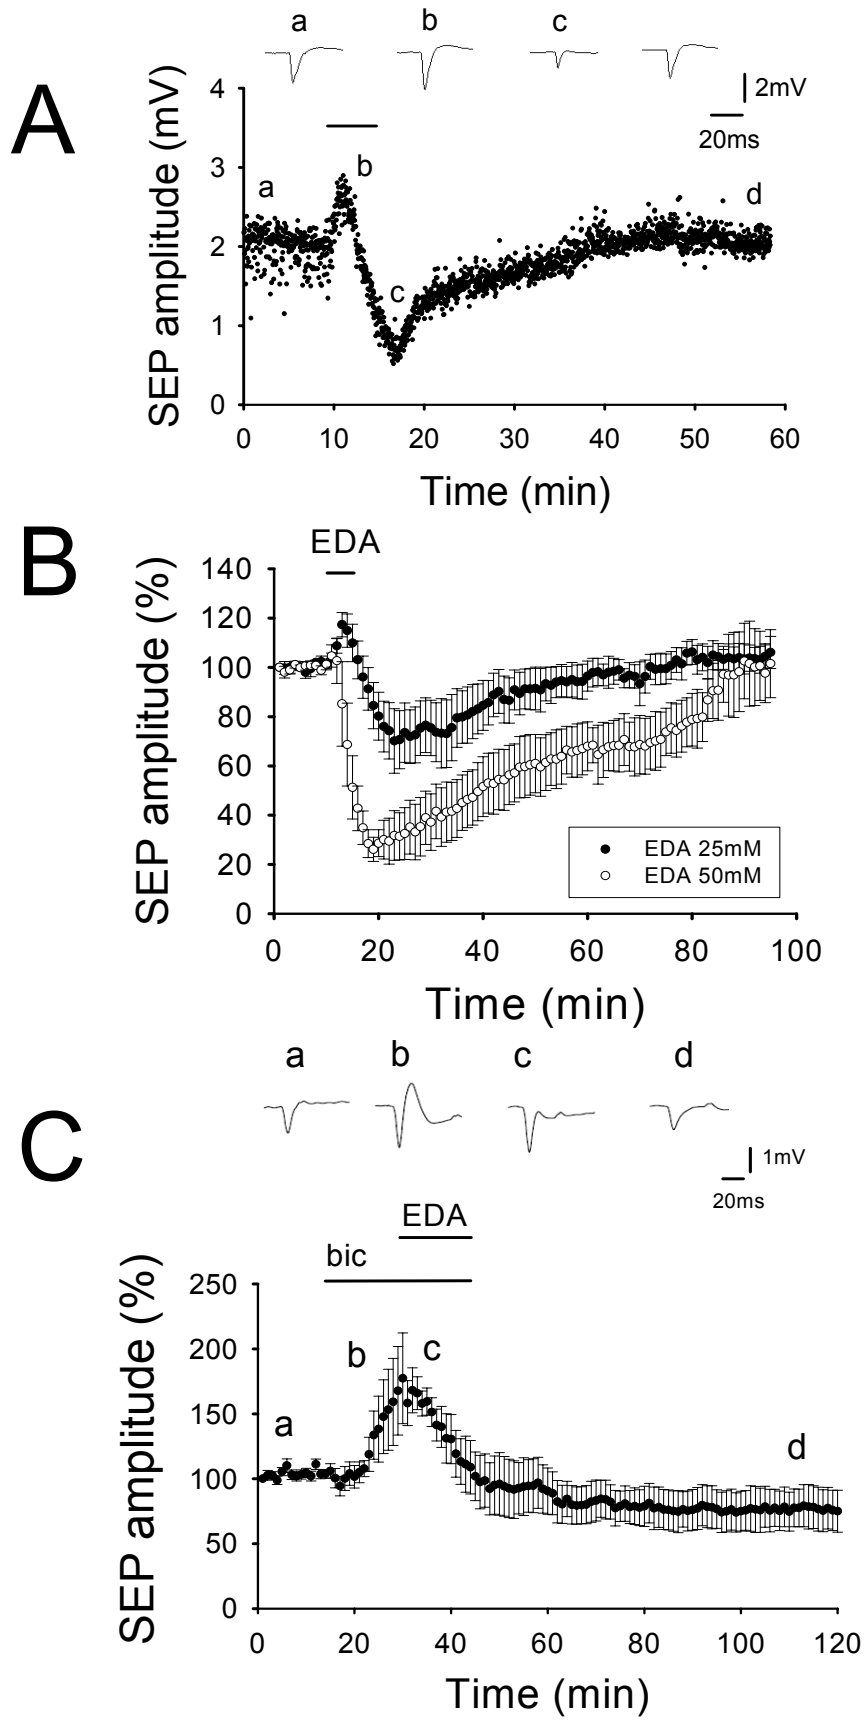 a b c
A
2mV
20ms
SEP amplitude (mV)
4
3
2
1
0
a
b
c
d
0 10 20 30 40 50 60
Time (min)
B
EDA
SEP amplitude (%)
140
120
100
80
60
40
20
0
EDA 25mM
EDA 50mM
0 20 40 60 80 100
Time (min)
a b c d
C
1mV
20ms
EDA
bic
SEP amplitude (%)
250
200
150
100
50
0
a
b
c
d
0 20 40 60 80 100 120
Time (min)